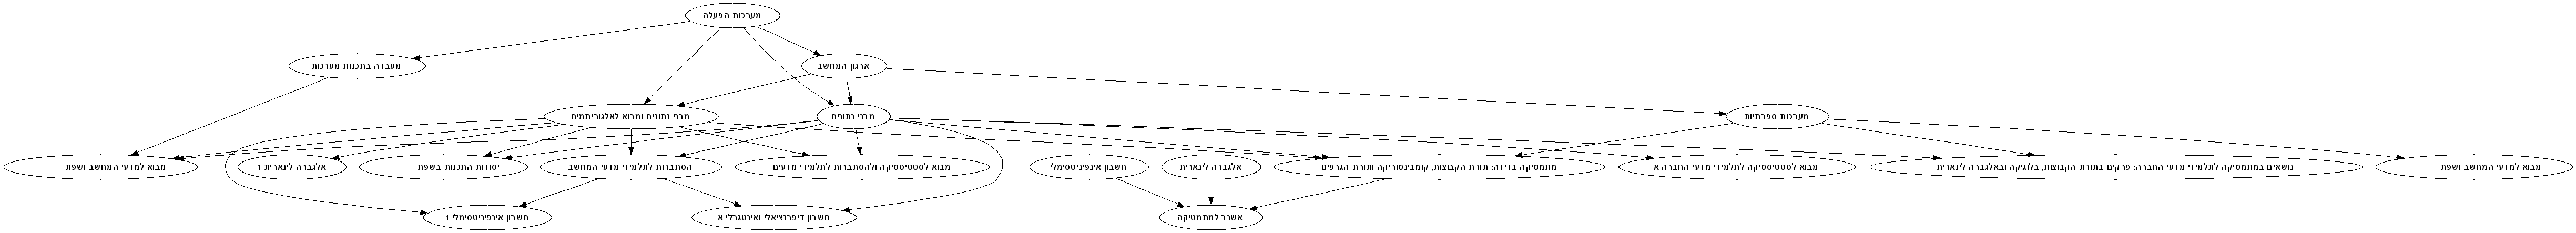 מערכות הפעלה
מעבדה בתכנות מערכות
ארגון המחשב
מבני נתונים ומבוא לאלגוריתמים
מבני נתונים
מערכות ספרתיות
מבוא למדעי המחשב ושפת
אלגברה לינארית 1
יסודות התכנות בשפת
הסתברות לתלמידי מדעי המחשב
מבוא לסטטיסטיקה ולהסתברות לתלמידי מדעים
חשבון אינפיניטסימלי
אלגברה לינארית
מתמטיקה בדידה: תורת הקבוצות, קומבינטוריקה ותורת הגרפים
מבוא לסטטיסטיקה לתלמידי מדעי החברה א
נושאים במתמטיקה לתלמידי מדעי החברה: פרקים בתורת הקבוצות, בלוגיקה ובאלגברה לינארית
מבוא למדעי המחשב ושפת
חשבון אינפיניטסימלי 1
חשבון דיפרנציאלי ואינטגרלי א
אשנב למתמטיקה